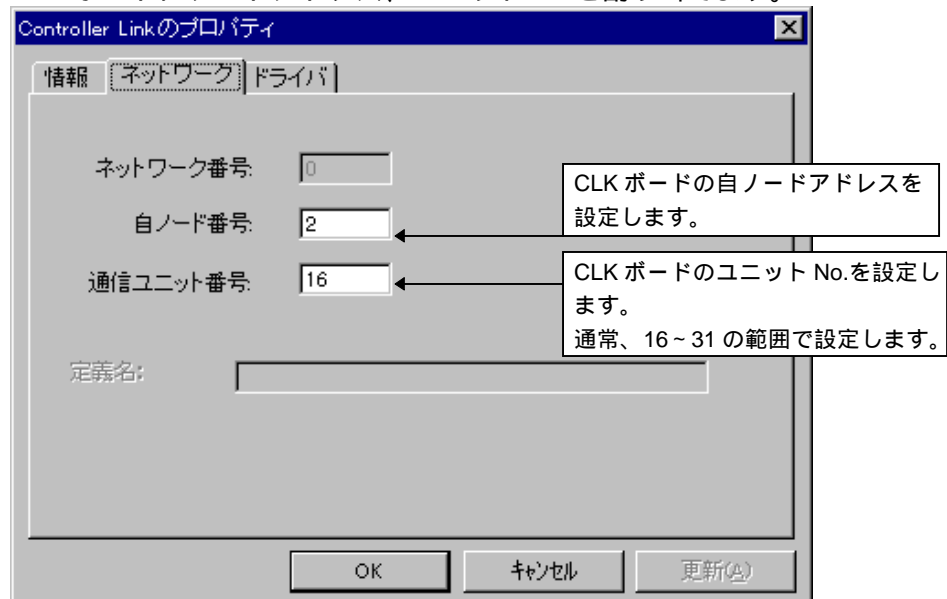 Controller Linkのプロパティ
情報 ネットワーク ドライバ
ネットワーク番号: 0
自ノード番号: 2
CLK ボードの自ノードアドレスを
設定します。
通信ユニット番号: 16
CLK ボードのユニット No.を設定し
ます。
通常、16~31 の範囲で設定します。
定義名:
OK キャンセル 更新(A)